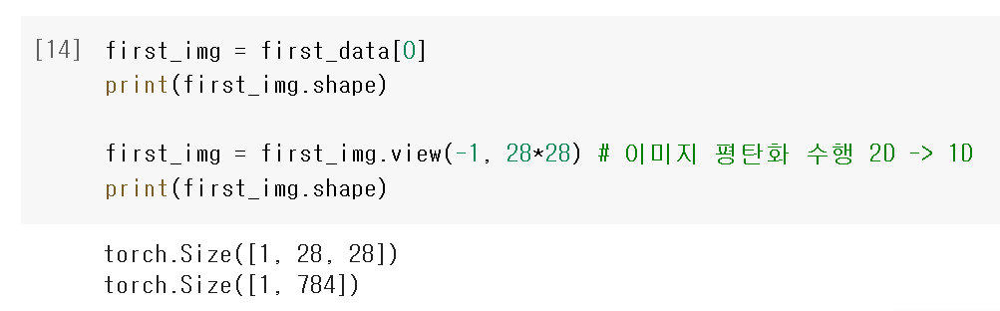 [14] first_img = first_data[0]
print(first_img.shape)
first_img = first_img.view(-1, 28*28) # 이미지 평탄화 수행 2D -> 1D
print(first_img.shape)
torch.Size([1, 28, 28])
torch.Size([1, 784])